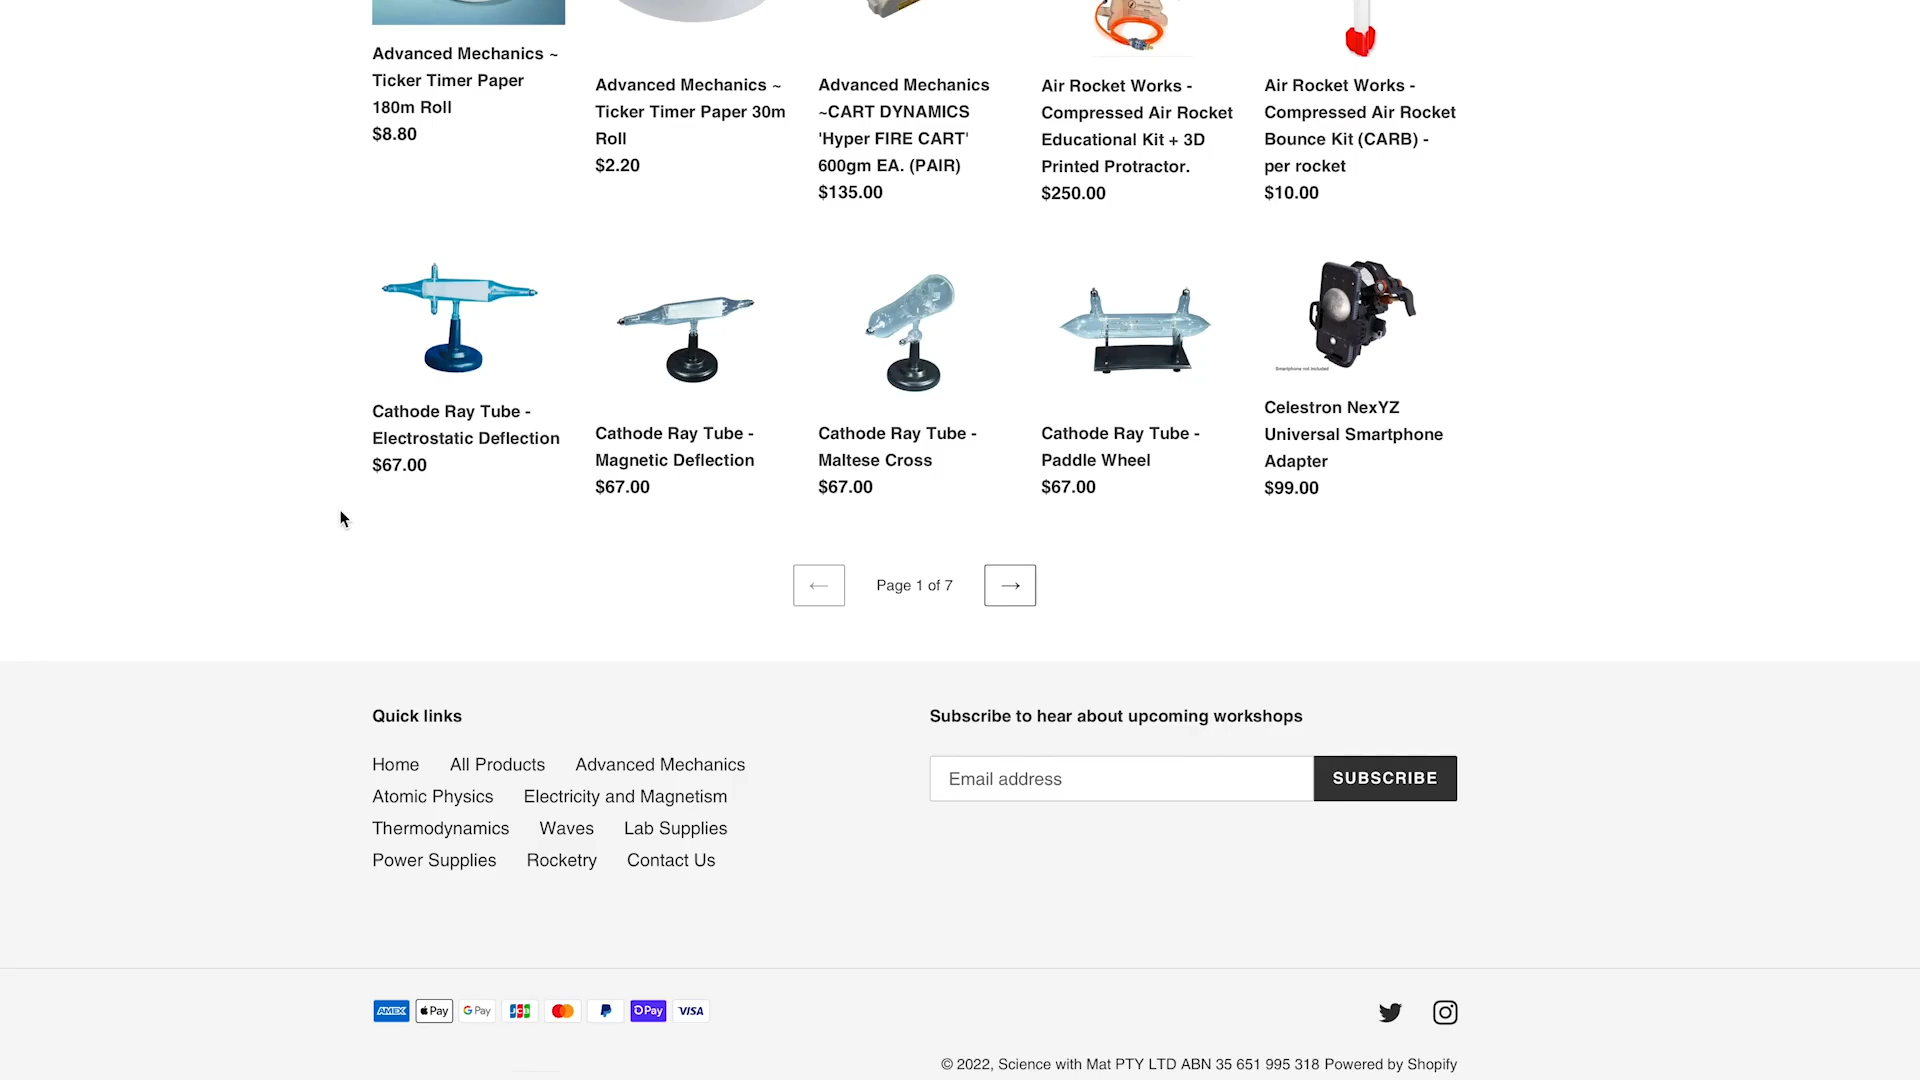 Advanced Mechanics ~
Ticker Timer Paper
180m Roll
$8.80
Advanced Mechanics ~
Ticker Timer Paper 30m
Roll
$2.20
Advanced Mechanics
~CART DYNAMICS
'Hyper FIRE CART'
600gm EA. (PAIR)
$135.00
Air Rocket Works -
Compressed Air Rocket
Educational Kit + 3D
Printed Protractor.
$250.00
Air Rocket Works -
Compressed Air Rocket
Bounce Kit (CARB) -
per rocket
$10.00
Smartphone not included
Cathode Ray Tube -
Electrostatic Deflection
$67.00
Cathode Ray Tube -
Magnetic Deflection
$67.00
Cathode Ray Tube -
Maltese Cross
$67.00
Cathode Ray Tube -
Paddle Wheel
$67.00
Celestron NexYZ
Universal Smartphone
Adapter
$99.00
← Page 1 of 7 →
Quick links
Home All Products Advanced Mechanics
Atomic Physics Electricity and Magnetism
Thermodynamics Waves Lab Supplies
Power Supplies Rocketry Contact Us
Subscribe to hear about upcoming workshops
Email address SUBSCRIBE
AMEX Pay G Pay JCB OPay VISA
© 2022, Science with Mat PTY LTD ABN 35 651 995 318 Powered by Shopify